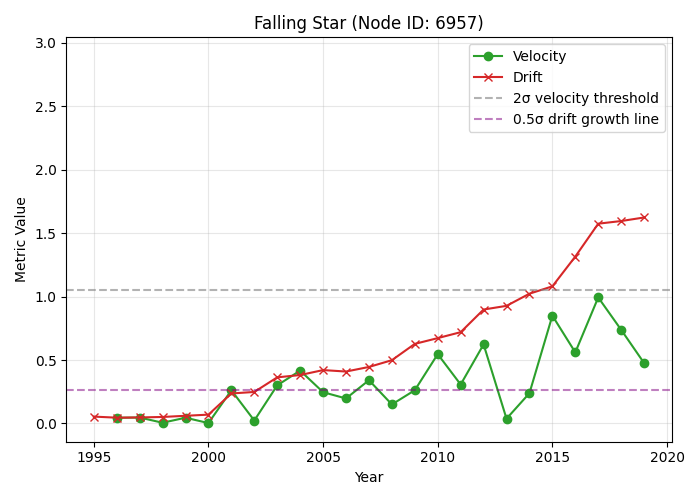 Falling Star (Node ID: 6957)
Velocity
Drift
2σ velocity threshold
0.5σ drift growth line
Metric Value
3.0
2.5
2.0
1.5
1.0
0.5
0.0
1995
2000
2005
2010
2015
2020
Year